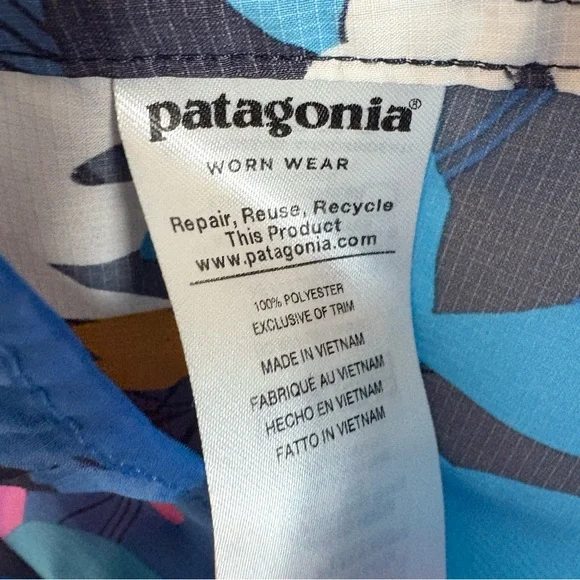 patagonia®
WORN WEAR
Repair, Reuse, Recycle
This Product
www.patagonia.com
100% POLYESTER
EXCLUSIVE OF TRIM
MADE IN VIETNAM
FABRIQUÉ AU VIETNAM
HECHO EN VIETNAM
FATTO IN VIETNAM